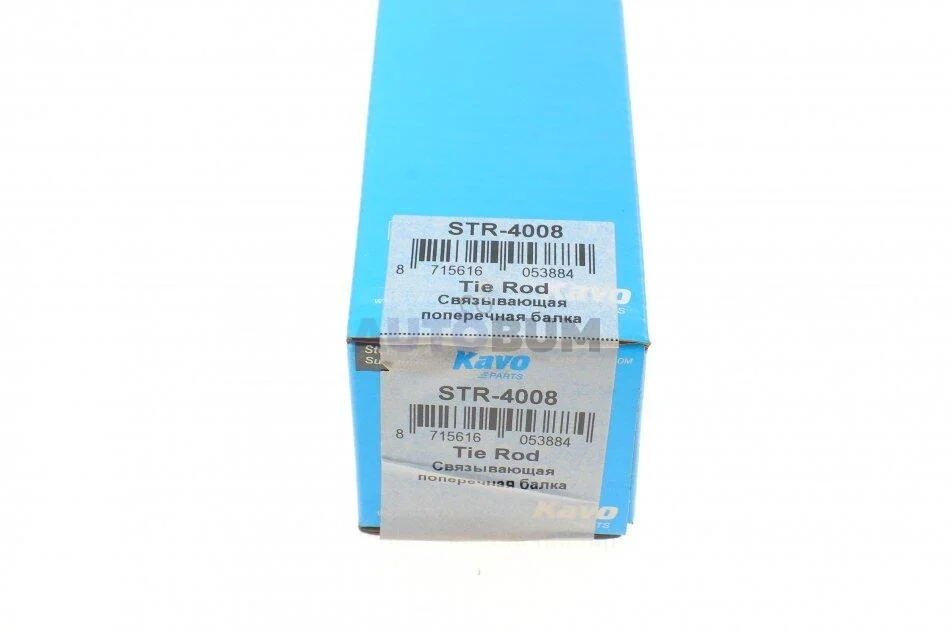 STR-4008
8 715616 053884
Tie Rod
Связывающая
поперечная балка
Kavo
AUTOBUM
Kavo
PARTS
STR-4008
8 715616 053884
Tie Rod
Связывающая
поперечная балка
Kavo